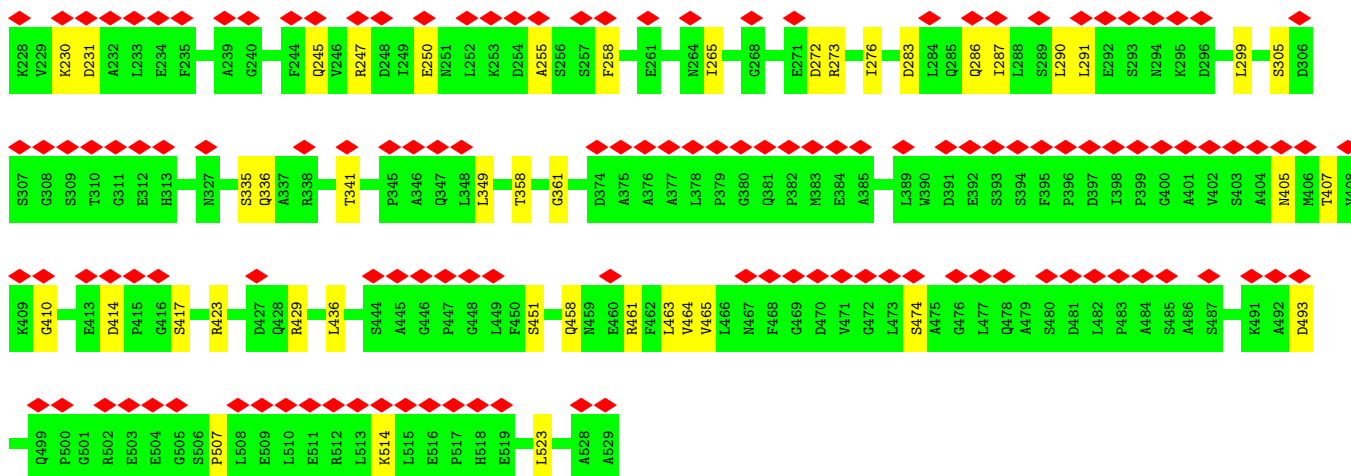 K228 V229 K230 D231 A232 L233 E234 F235 A239 G240 F244 Q245 V246 R247 D248 I249 E250 N251 L252 K253 D254 A255 S256 S257 F258 E261 N264 I265 G268 E271 D272 R273 I276 D283 L284 Q285 Q286 I287 L288 S289 L290 L291 E292 S293 N294 K295 D296 L299 S305 D306
S307 G308 S309 T310 G311 E312 H313 N327 S335 Q336 A337 R338 T341 P345 A346 Q347 L348 L349 T358 G361 D374 A375 A376 A377 L378 P379 G380 Q381 P382 M383 E384 A385 L389 W390 D391 E392 S393 S394 F395 P396 D397 I398 P399 G400 A401 V402 S403 A404 N405 M406 T407 V408
K409 G410 E413 D414 P415 G416 S417 R423 D427 Q428 R429 L436 S444 A445 G446 P447 G448 L449 F450 S451 Q458 N459 E460 R461 F462 L463 V464 V465 L466 N467 F468 G469 D470 V471 G472 L473 S474 A475 G476 L477 Q478 A479 S480 D481 L482 P483 A484 S485 A486 S487 K491 A492 D493
Q499 P500 G501 R502 E503 E504 G505 S506 P507 L508 E509 L510 E511 R512 L513 K514 L515 E516 P517 H518 E519 L523 A528 A529